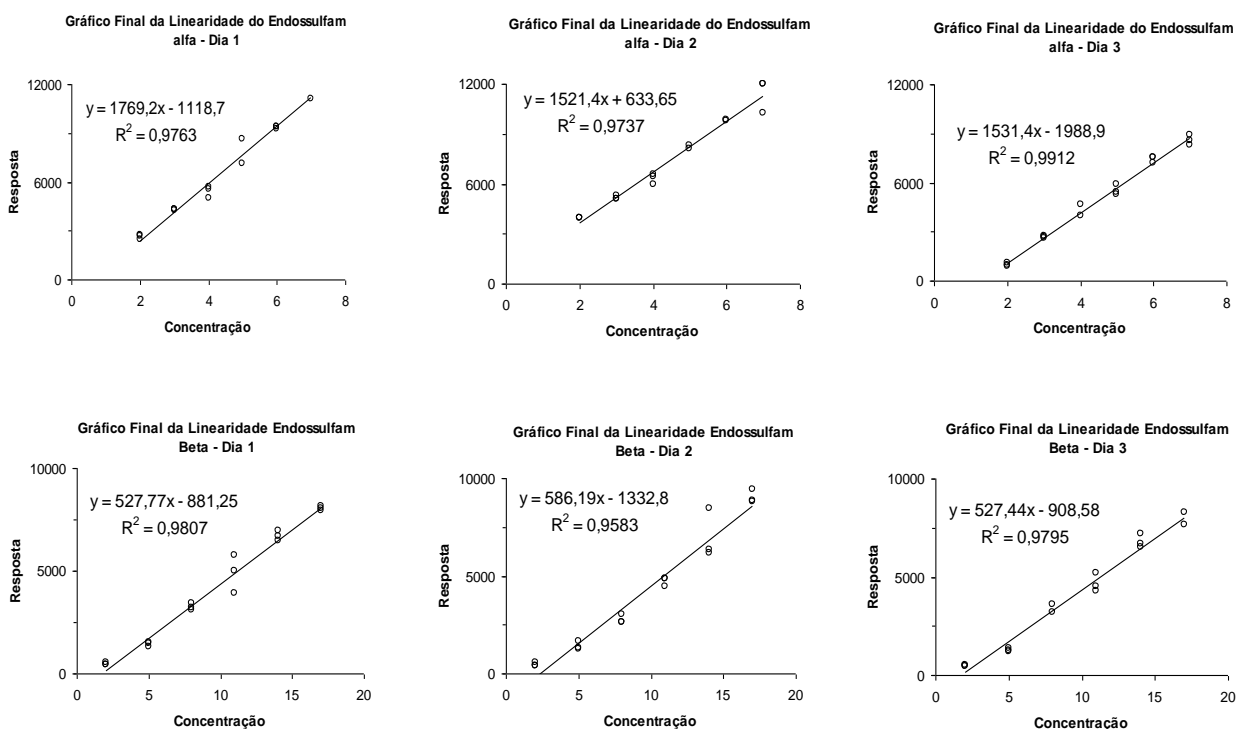 Gráfico Final da Linearidade do Endossulfam
alfa - Dia 1
12000
6000
0
y = 1769,2x - 1118,7
R² = 0,9763
Resposta
0 2 4 6 8
Concentração
Gráfico Final da Linearidade do Endossulfam
alfa - Dia 2
12000
6000
0
y = 1521,4x + 633,65
R² = 0,9737
Resposta
0 2 4 6 8
Concentração
Gráfico Final da Linearidade do Endossulfam
alfa - Dia 3
12000
6000
0
y = 1531,4x - 1988,9
R² = 0,9912
Resposta
0 2 4 6 8
Concentração
Gráfico Final da Linearidade Endossulfam
Beta - Dia 1
10000
5000
0
y = 527,77x - 881,25
R² = 0,9807
Resposta
0 5 10 15 20
Concentração
Gráfico Final da Linearidade Endossulfam
Beta - Dia 2
10000
5000
0
y = 586,19x - 1332,8
R² = 0,9583
Resposta
0 5 10 15 20
Concentração
Gráfico Final da Linearidade Endossulfam
Beta - Dia 3
10000
5000
0
y = 527,44x - 908,58
R² = 0,9795
Resposta
0 5 10 15 20
Concentração